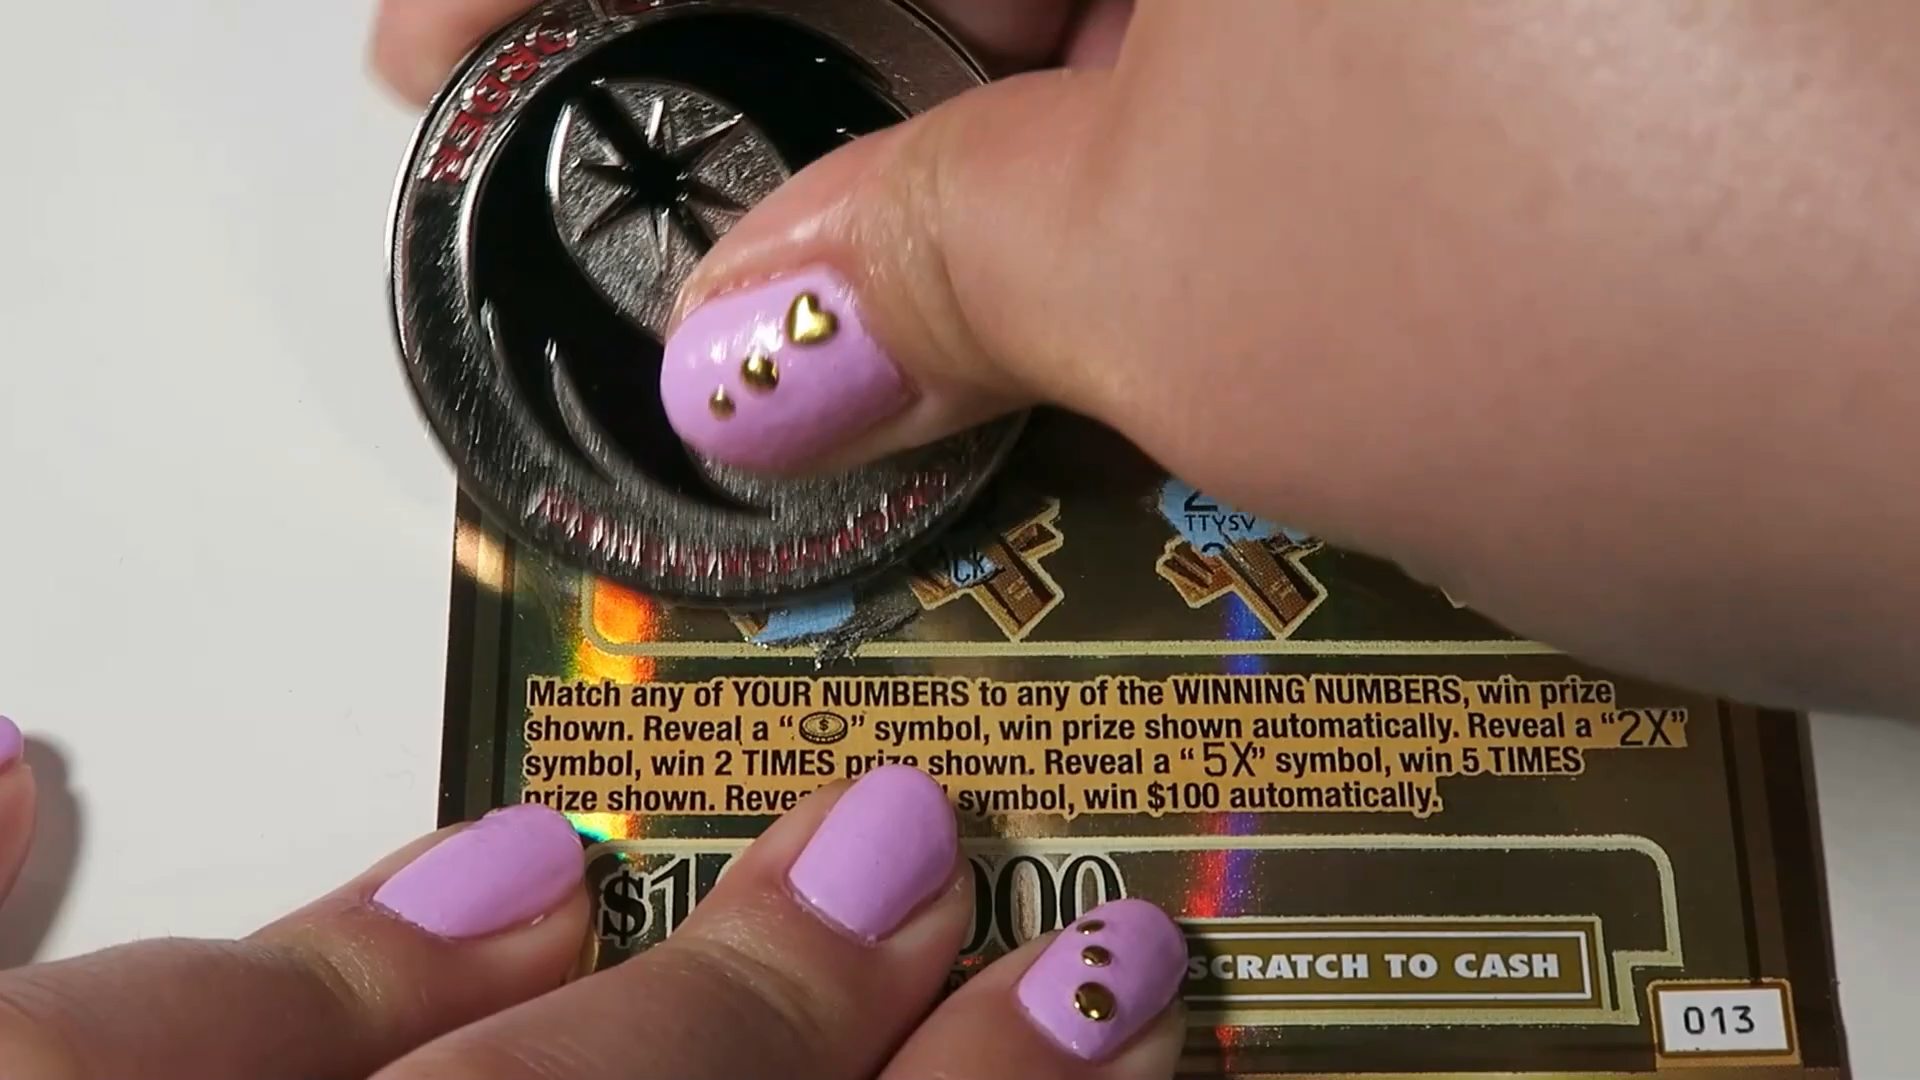 TTYSV
Match any of YOUR NUMBERS to any of the WINNING NUMBERS, win prize
shown. Reveal a “ ” symbol, win prize shown automatically. Reveal a “2X”
symbol, win 2 TIMES prize shown. Reveal a “5X” symbol, win 5 TIMES
prize shown. symbol, win $100 automatically.
SCRATCH TO CASH
013